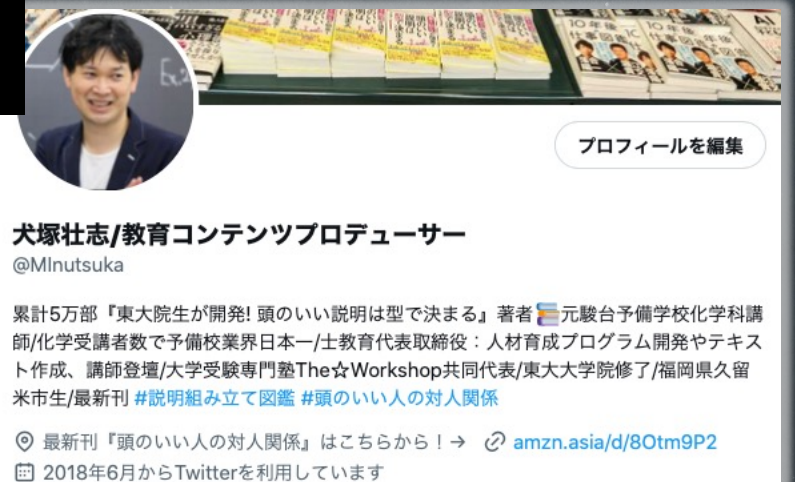 10年後の仕事図鑑
プロフィールを編集
犬塚壮志/教育コンテンツプロデューサー
@MInutsuka
累計5万部『東大院生が開発! 頭のいい説明は型で決まる』著者📚元駿台予備学校化学科講
師/化学受講者数で予備校業界日本一/士教育代表取締役：人材育成プログラム開発やテキス
ト作成、講師登壇/大学受験専門塾The☆Workshop共同代表/東大大学院修了/福岡県久留
米市生/最新刊 #説明組み立て図鑑 #頭のいい人の対人関係
最新刊『頭のいい人の対人関係』はこちらから！→ amzn.asia/d/8Otm9P2
2018年6月からTwitterを利用しています